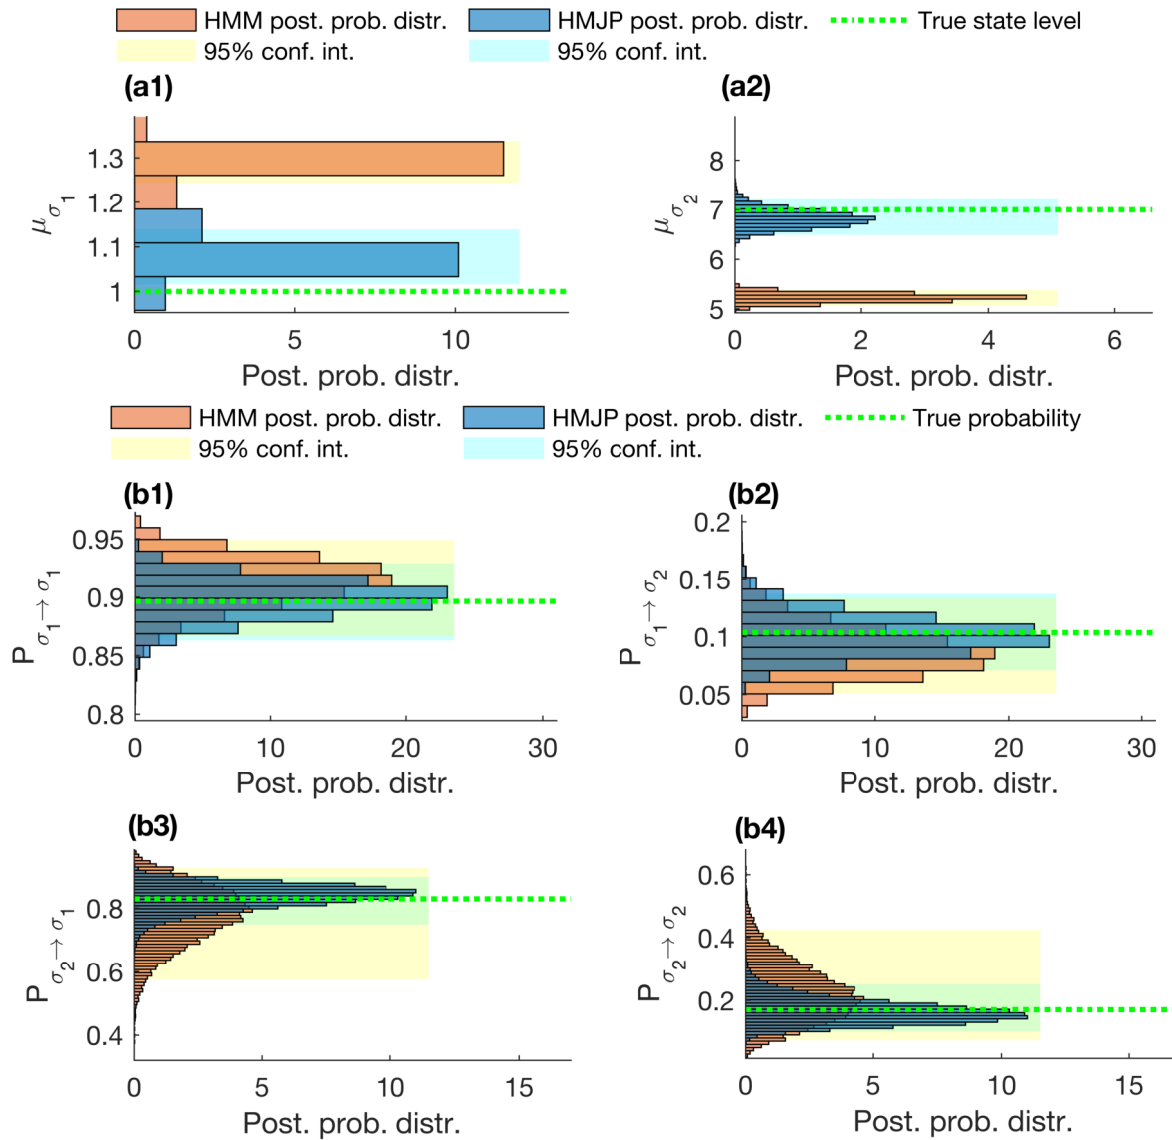 HMM post. prob. distr. HMJP post. prob. distr. True state level
95% conf. int. 95% conf. int.
(a1) (a2)
μσ1
1.3
1.2
1.1
1
0 5 10
Post. prob. distr.
μσ2
8
7
6
5
0 2 4 6
Post. prob. distr.
HMM post. prob. distr. HMJP post. prob. distr. True probability
95% conf. int. 95% conf. int.
(b1) (b2)
Pσ1→σ1
0.95
0.9
0.85
0.8
0 10 20 30
Post. prob. distr.
Pσ1→σ2
0.2
0.15
0.1
0.05
0 10 20 30
Post. prob. distr.
(b3) (b4)
Pσ2→σ1
0.8
0.6
0.4
0 5 10 15
Post. prob. distr.
Pσ2→σ2
0.6
0.4
0.2
0 5 10 15
Post. prob. distr.